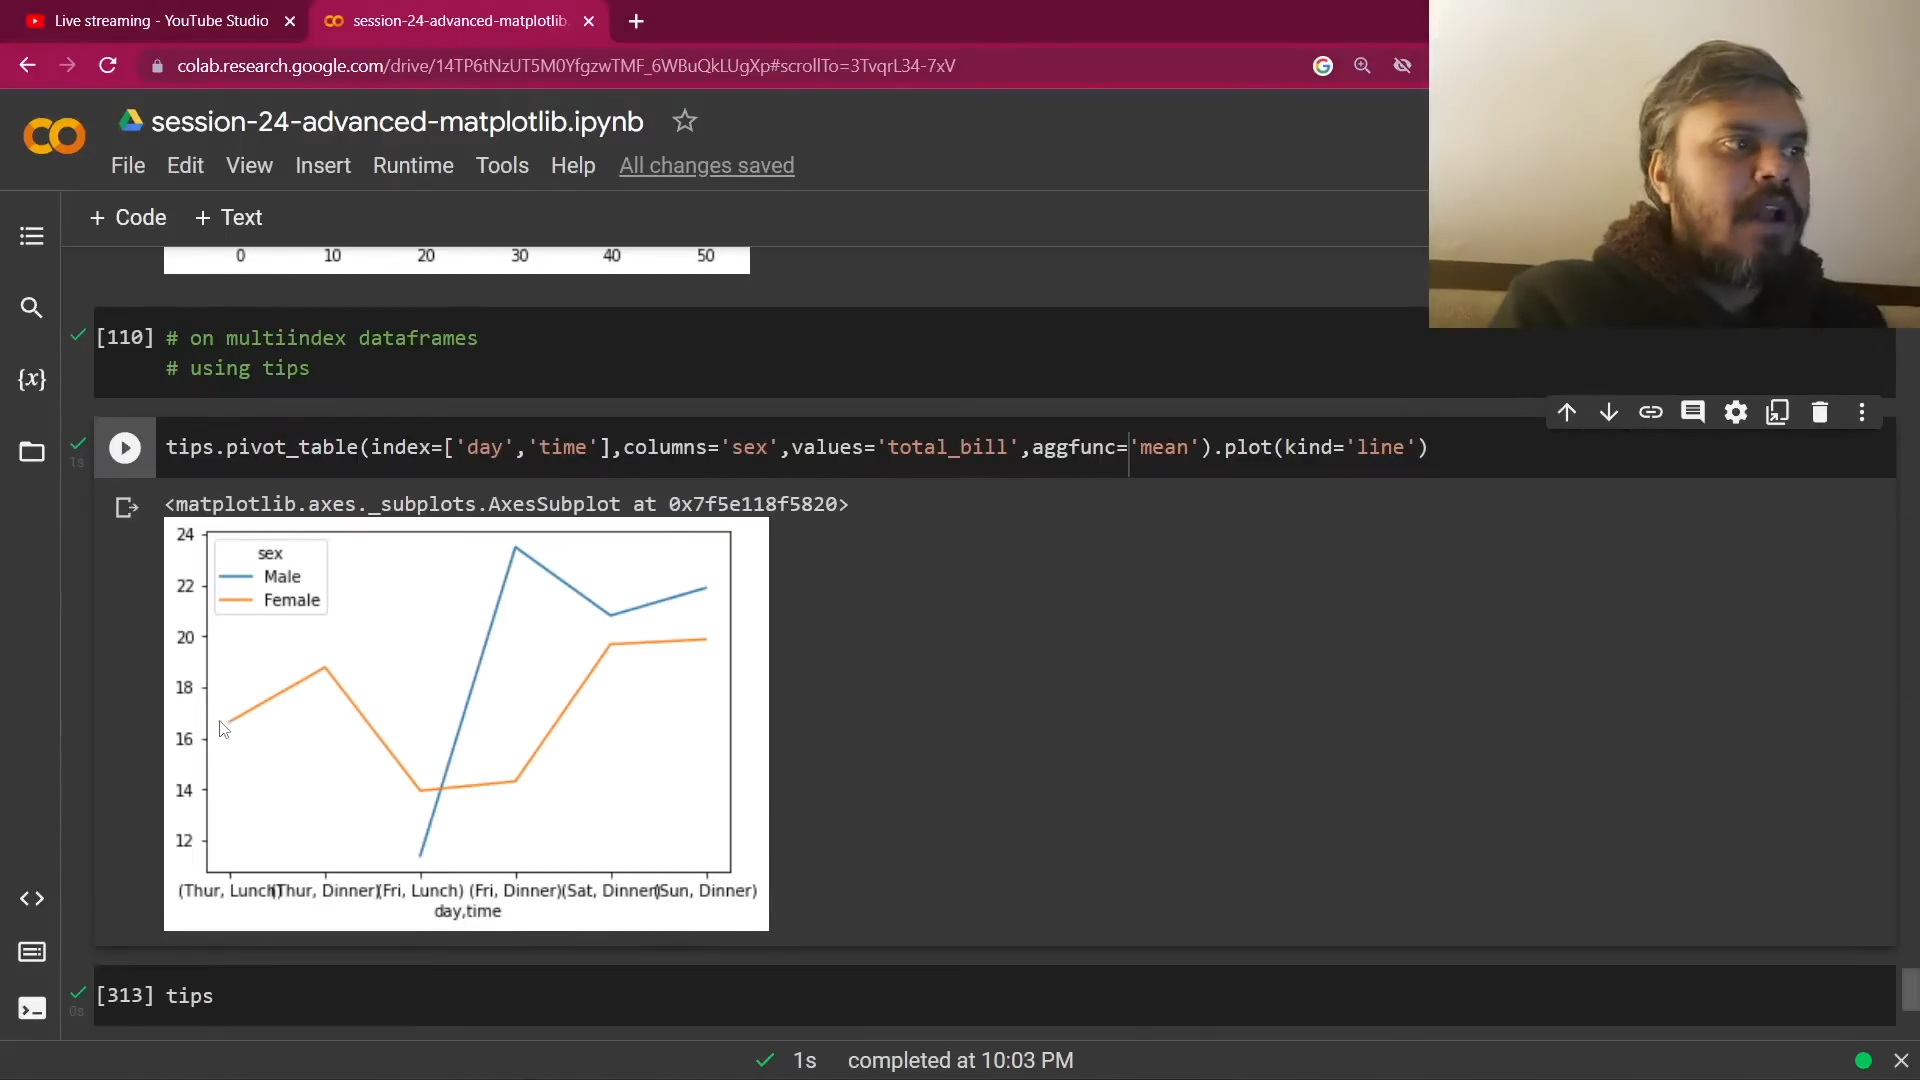 Live streaming - YouTube Studio
session-24-advanced-matplotlib.
colab.research.google.com/drive/14TP6tNzUT5M0YfgzwTMF_6WBuQkLUgXp#scrollTo=3TvqrL34-7xV
session-24-advanced-matplotlib.ipynb
File Edit View Insert Runtime Tools Help All changes saved
+ Code + Text
0 10 20 30 40 50
[110] # on multiindex dataframes
# using tips
tips.pivot_table(index=['day','time'],columns='sex',values='total_bill',aggfunc='mean').plot(kind='line')
1s
<matplotlib.axes._subplots.AxesSubplot at 0x7f5e118f5820>
24
sex
Male
Female
22
20
18
16
14
12
(Thur, Lunch) (Thur, Dinner) (Fri, Lunch) (Fri, Dinner) (Sat, Dinner) (Sun, Dinner)
day,time
[313] tips
0s
1s completed at 10:03 PM